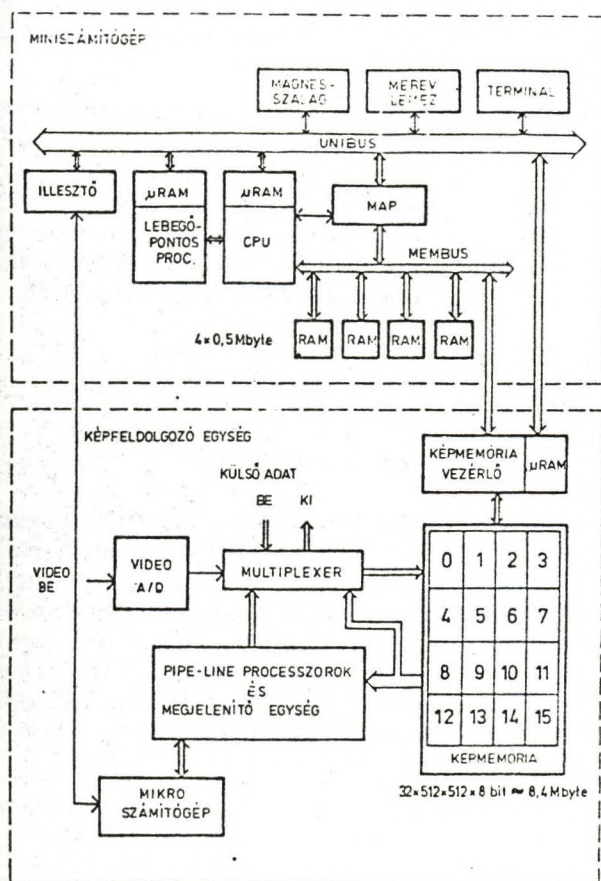 MINISZÁMÍTÓGÉP
MÁGNES-
SZALAG
MEREV
LEMEZ
TERMINÁL
UNIBUS
ILLESZTŐ
µRAM
LEBEGŐ-
PONTOS
PROC.
µRAM
CPU
MAP
MEMBUS
4×0,5 Mbyte
RAM
RAM
RAM
RAM
KÉPFELDOLGOZÓ EGYSÉG
KÜLSŐ ADAT
BE
KI
KÉPMEMÓRIA
VEZÉRLŐ
µRAM
VIDEO
BE
VIDEO
A/D
MULTIPLEXER
0 1 2 3
4 5 6 7
8 9 10 11
12 13 14 15
KÉPMEMÓRIA
PIPE-LINE PROCESSZOROK
ÉS
MEGJELENÍTŐ EGYSÉG
MIKRO
SZÁMÍTÓGÉP
32×512×512×8 bit ≈ 8,4 Mbyte